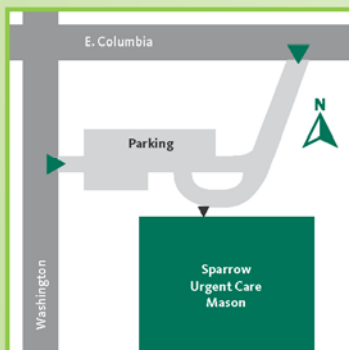 E. Columbia
N
Parking
Sparrow
Urgent Care
Mason
Washington